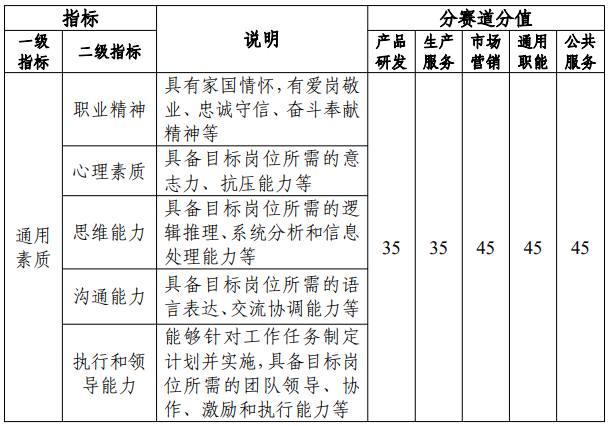 指标
说明
分赛道分值
一级
指标
二级指标
产品
研发
生产
服务
市场
营销
通用
职能
公共
服务
通用
素质
职业精神
具有家国情怀，有爱岗敬
业、忠诚守信、奋斗奉献
精神等
心理素质
具备目标岗位所需的意
志力、抗压能力等
思维能力
具备目标岗位所需的逻
辑推理、系统分析和信息
处理能力等
沟通能力
具备目标岗位所需的语
言表达、交流协调能力等
执行和领
导能力
能够针对工作任务制定
计划并实施，具备目标岗
位所需的团队领导、协
作、激励和执行能力等
35
35
45
45
45